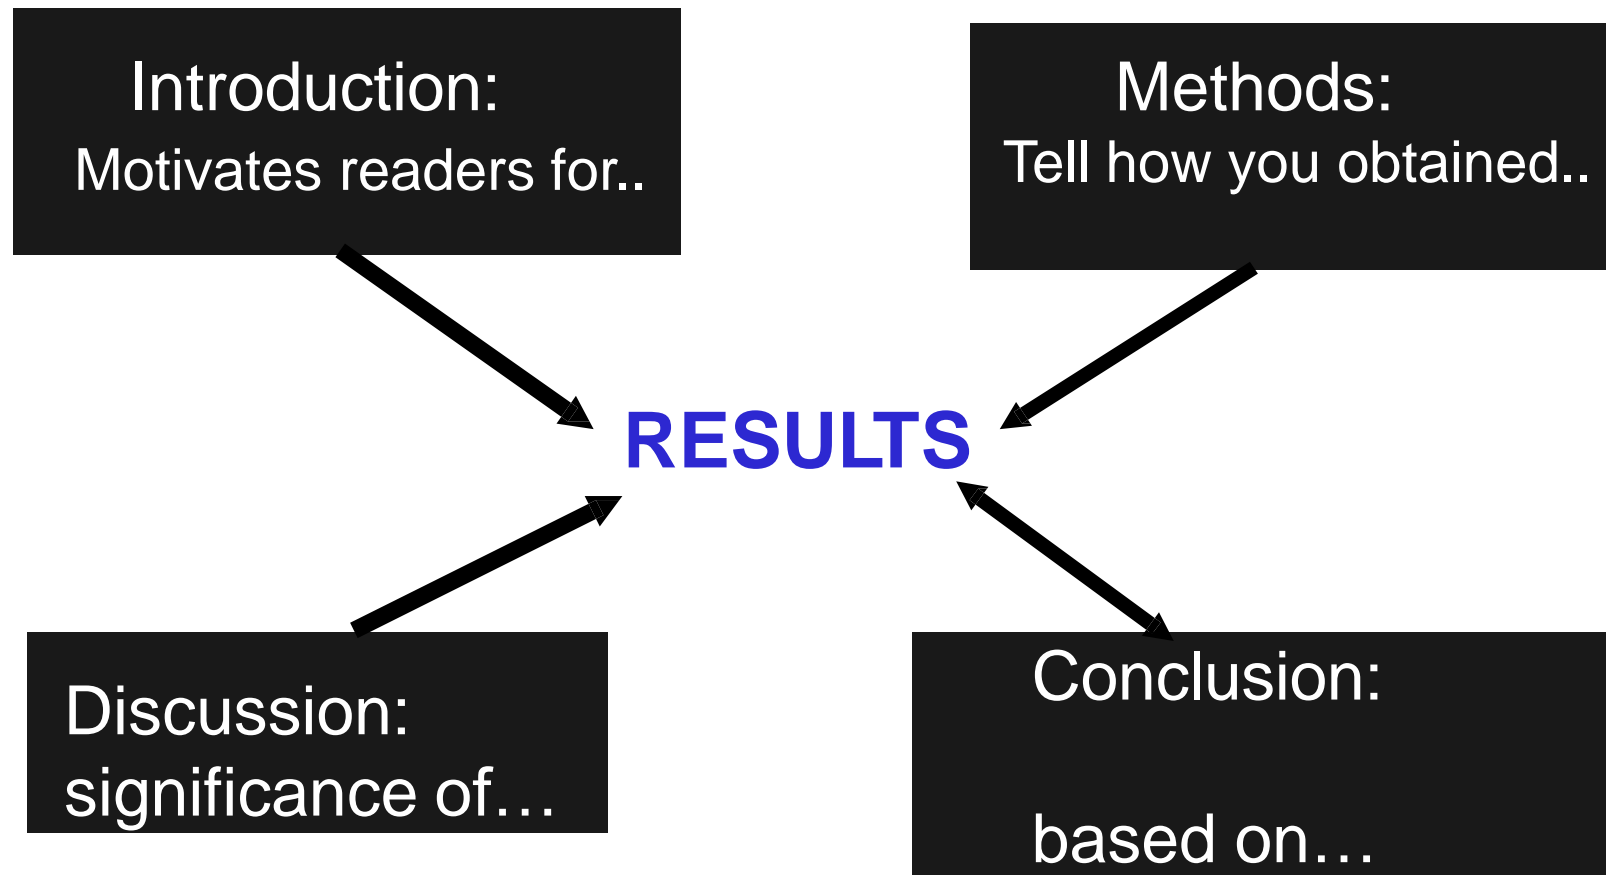 Introduction:
Motivates readers for..
Methods:
Tell how you obtained..
RESULTS
Discussion:
significance of…
Conclusion:
based on…